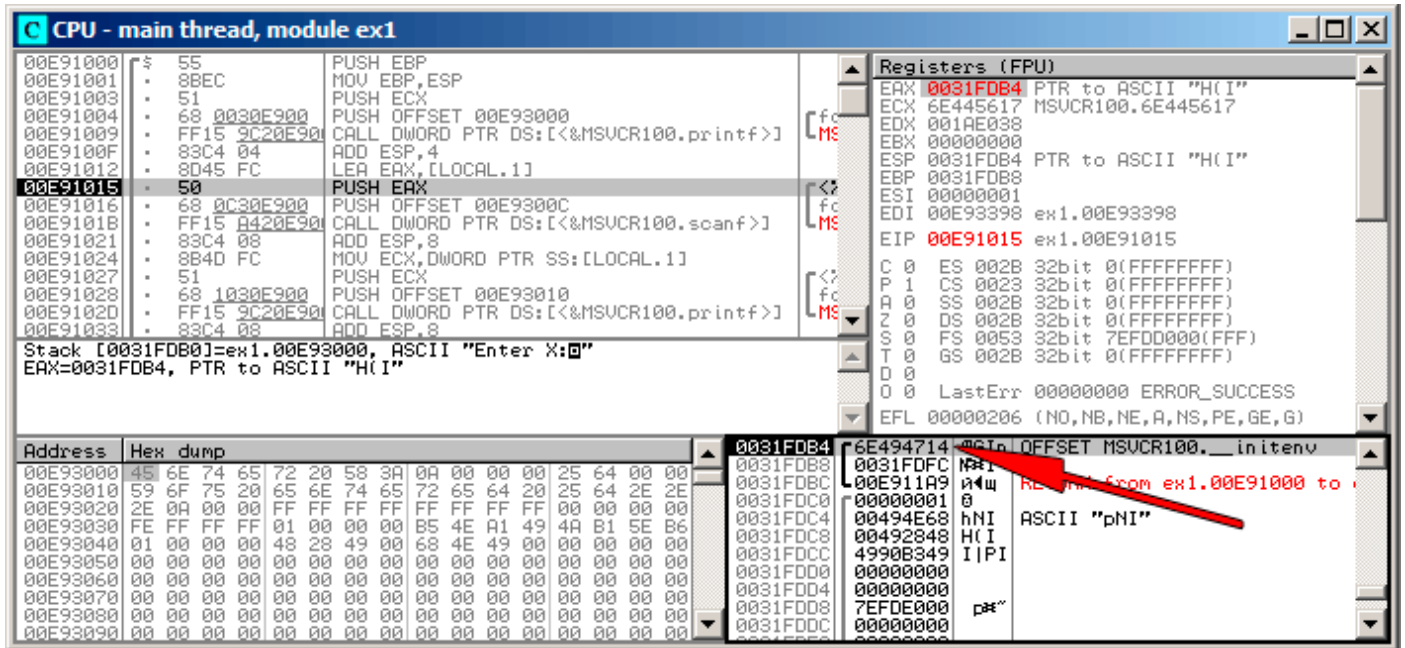 C CPU - main thread, module ex1
00E91000 $ 55 PUSH EBP
00E91001 · 8BEC MOV EBP,ESP
00E91003 · 51 PUSH ECX
00E91004 · 68 0030E900 PUSH OFFSET 00E93000
00E91009 · FF15 9C20E900 CALL DWORD PTR DS:[<&MSVCR100.printf>]
00E9100F · 83C4 04 ADD ESP,4
00E91012 · 8D45 FC LEA EAX,[LOCAL.1]
00E91015 · 50 PUSH EAX
00E91016 · 68 0C30E900 PUSH OFFSET 00E9300C
00E9101B · FF15 A420E900 CALL DWORD PTR DS:[<&MSVCR100.scanf>]
00E91021 · 83C4 08 ADD ESP,8
00E91024 · 8B4D FC MOV ECX,DWORD PTR SS:[LOCAL.1]
00E91027 · 51 PUSH ECX
00E91028 · 68 1030E900 PUSH OFFSET 00E93010
00E9102D · FF15 9C20E900 CALL DWORD PTR DS:[<&MSVCR100.printf>]
00E91033 · 83C4 08 ADD ESP,8
Stack [0031FDB0]=ex1.00E93000, ASCII "Enter X:"
EAX=0031FDB4, PTR to ASCII "H(I"
Registers (FPU)
EAX 0031FDB4 PTR to ASCII "H(I"
ECX 6E445617 MSVCR100.6E445617
EDX 001AE038
EBX 00000000
ESP 0031FDB4 PTR to ASCII "H(I"
EBP 0031FDB8
ESI 00000001
EDI 00E93398 ex1.00E93398
EIP 00E91015 ex1.00E91015
C 0 ES 002B 32bit 0(FFFFFFFF)
P 1 CS 0023 32bit 0(FFFFFFFF)
A 0 SS 002B 32bit 0(FFFFFFFF)
Z 0 DS 002B 32bit 0(FFFFFFFF)
S 0 FS 0053 32bit 7EFDD000(FFF)
T 0 GS 002B 32bit 0(FFFFFFFF)
D 0
O 0 LastErr 00000000 ERROR_SUCCESS
EFL 00000206 (NO,NB,NE,A,NS,PE,GE,G)
Address Hex dump
00E93000 45 6E 74 65 72 20 58 3A 0A 00 00 00 25 64 00 00
00E93010 59 6F 75 20 65 6E 74 65 72 65 64 20 25 64 2E 2E
00E93020 2E 0A 00 00 FF FF FF FF FF FF FF FF FF FF FF FF
00E93030 FE FF FF FF 01 00 00 00 B5 4E A1 49 4A B1 5E B6
00E93040 01 00 00 00 48 28 49 00 68 4E 49 00 00 00 00 00
00E93050 00 00 00 00 00 00 00 00 00 00 00 00 00 00 00 00
00E93060 00 00 00 00 00 00 00 00 00 00 00 00 00 00 00 00
00E93070 00 00 00 00 00 00 00 00 00 00 00 00 00 00 00 00
00E93080 00 00 00 00 00 00 00 00 00 00 00 00 00 00 00 00
00E93090 00 00 00 00 00 00 00 00 00 00 00 00 00 00 00 00
0031FDB4 6E494714 OFFSET MSVCR100.__initenv
0031FDB8 0031FDFC
0031FDBC 00E911A9 from ex1.00E91000 to
0031FDC0 00000001
0031FDC4 00494E68 hNI ASCII "pNI"
0031FDC8 00492848 H(I
0031FDCC 4990B349 I|PI
0031FDD0 00000000
0031FDD4 00000000
0031FDD8 7EFDE000
0031FDDC 00000000